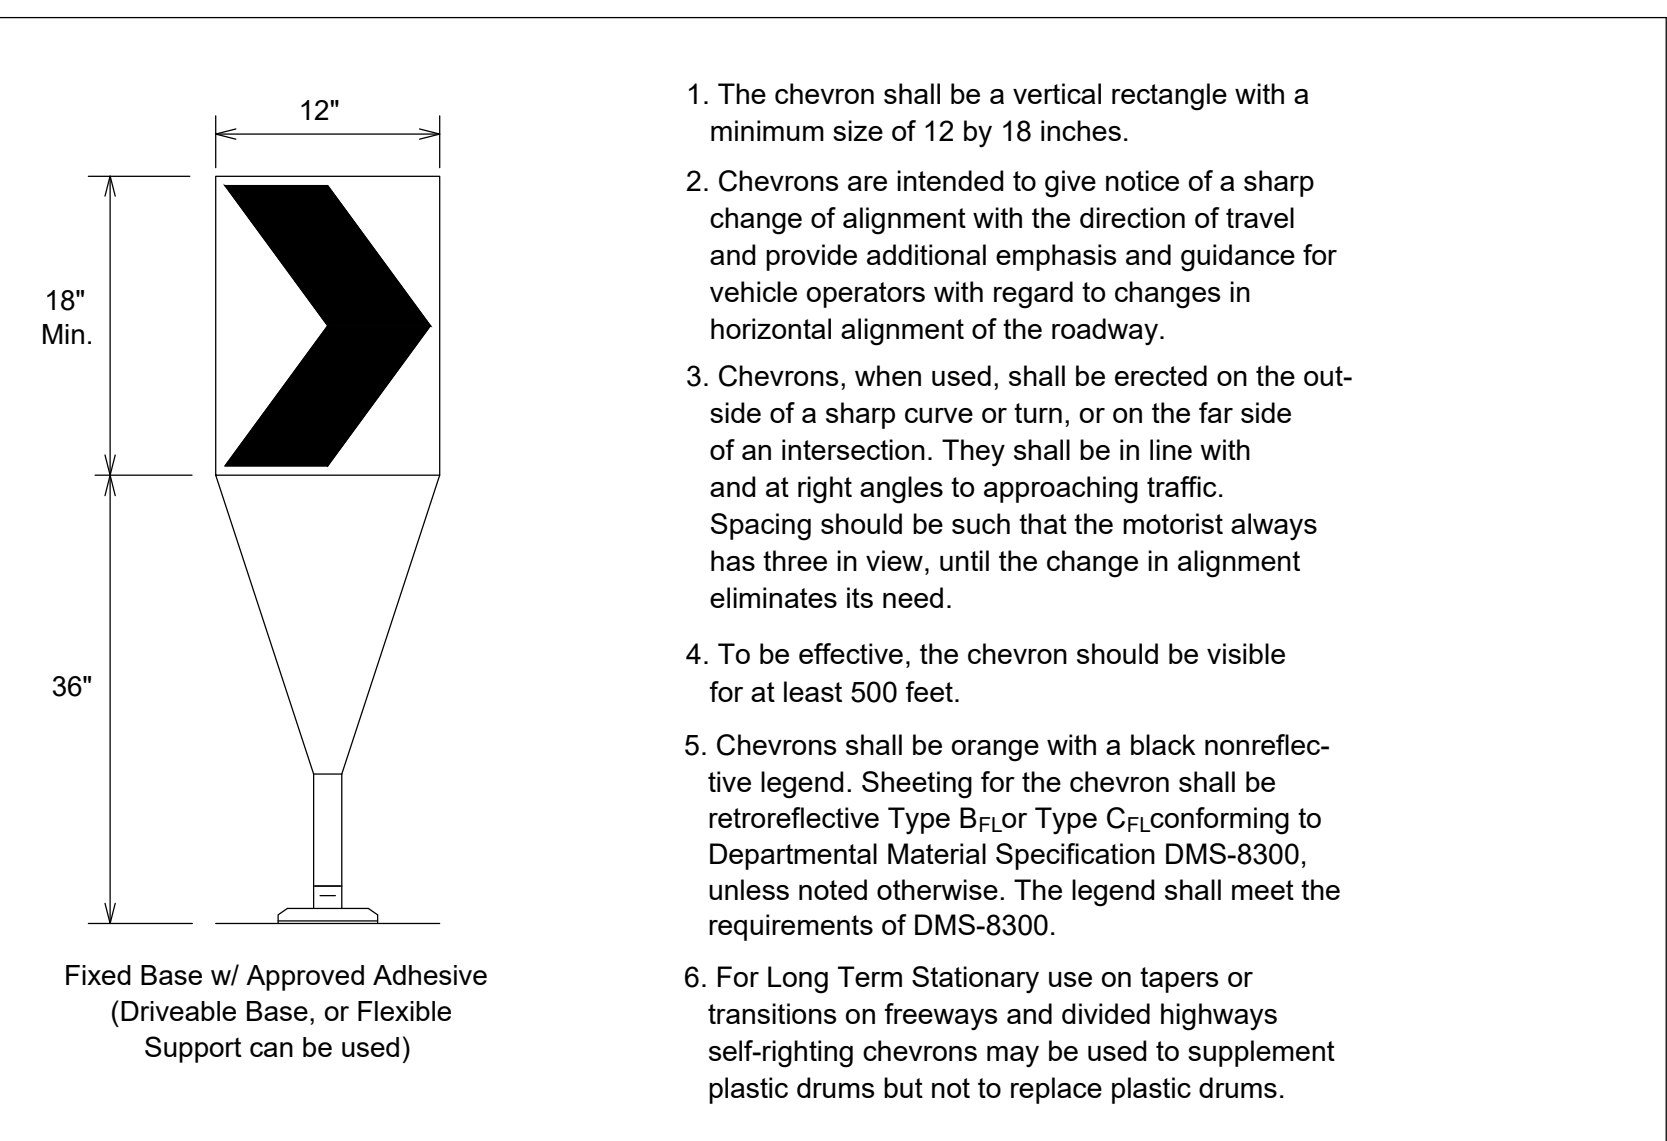 12"
18"
Min.
36"
Fixed Base w/ Approved Adhesive
(Driveable Base, or Flexible
Support can be used)
1. The chevron shall be a vertical rectangle with a
minimum size of 12 by 18 inches.
2. Chevrons are intended to give notice of a sharp
change of alignment with the direction of travel
and provide additional emphasis and guidance for
vehicle operators with regard to changes in
horizontal alignment of the roadway.
3. Chevrons, when used, shall be erected on the out-
side of a sharp curve or turn, or on the far side
of an intersection. They shall be in line with
and at right angles to approaching traffic.
Spacing should be such that the motorist always
has three in view, until the change in alignment
eliminates its need.
4. To be effective, the chevron should be visible
for at least 500 feet.
5. Chevrons shall be orange with a black nonreflec-
tive legend. Sheeting for the chevron shall be
retroreflective Type BFLor Type CFLconforming to
Departmental Material Specification DMS-8300,
unless noted otherwise. The legend shall meet the
requirements of DMS-8300.
6. For Long Term Stationary use on tapers or
transitions on freeways and divided highways
self-righting chevrons may be used to supplement
plastic drums but not to replace plastic drums.